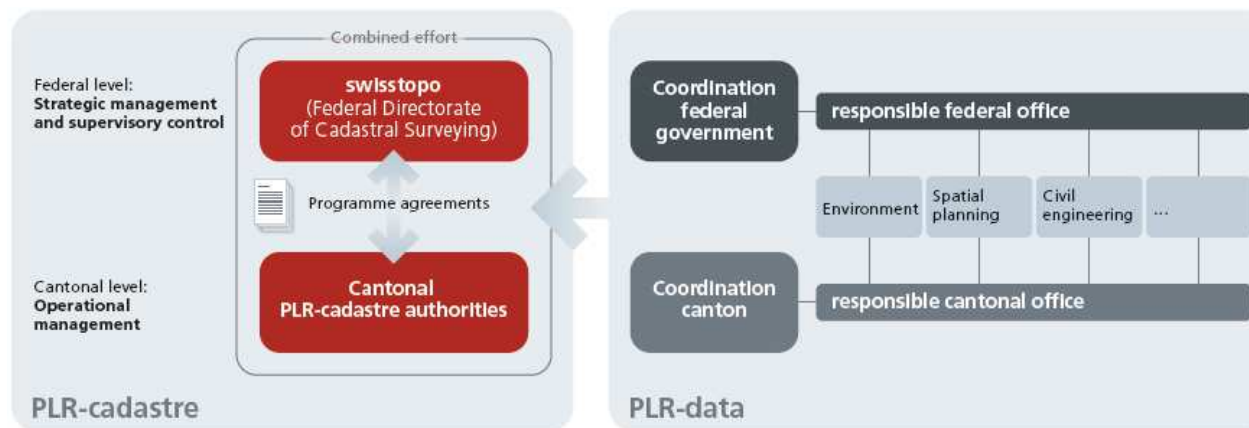 Combined effort
Federal level:
Strategic management
and supervisory control
swisstopo
(Federal Directorate
of Cadastral Surveying)
Programme agreements
Cantonal level:
Operational
management
Cantonal
PLR-cadastre authorities
PLR-cadastre
Coordination
federal
government
responsible federal office
Environment
Spatial
planning
Civil
engineering
...
Coordination
canton
responsible cantonal office
PLR-data